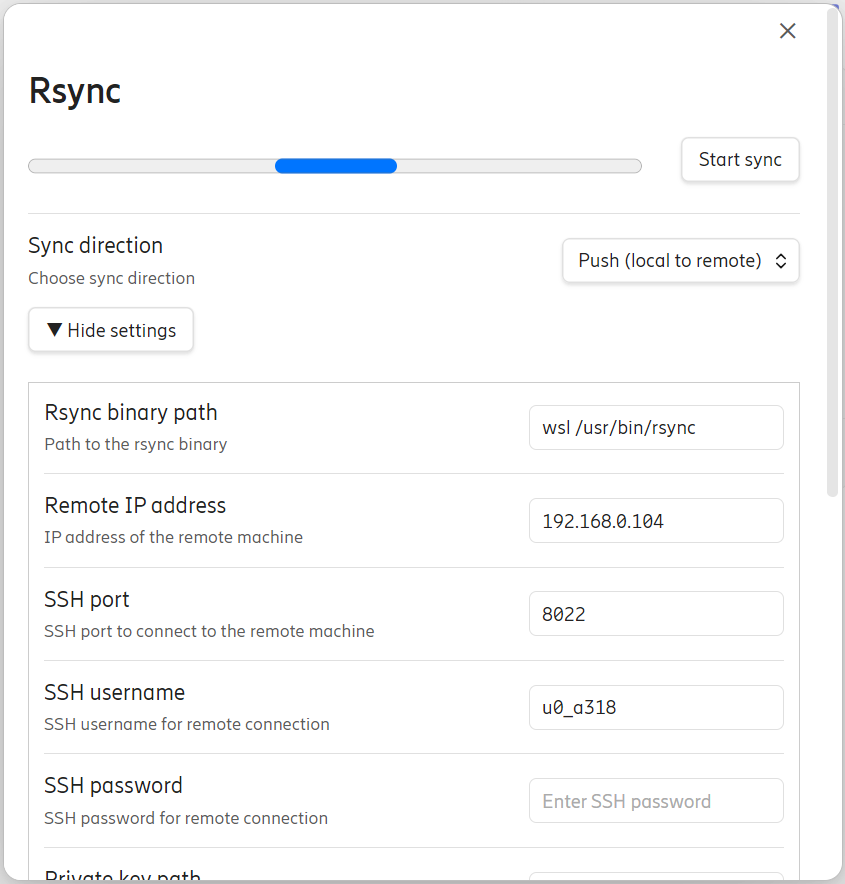 Rsync
Start sync
Sync direction
Choose sync direction
Push (local to remote)
▼ Hide settings
Rsync binary path
Path to the rsync binary
wsl /usr/bin/rsync
Remote IP address
IP address of the remote machine
192.168.0.104
SSH port
SSH port to connect to the remote machine
8022
SSH username
SSH username for remote connection
u0_a318
SSH password
SSH password for remote connection
Enter SSH password
Private key path